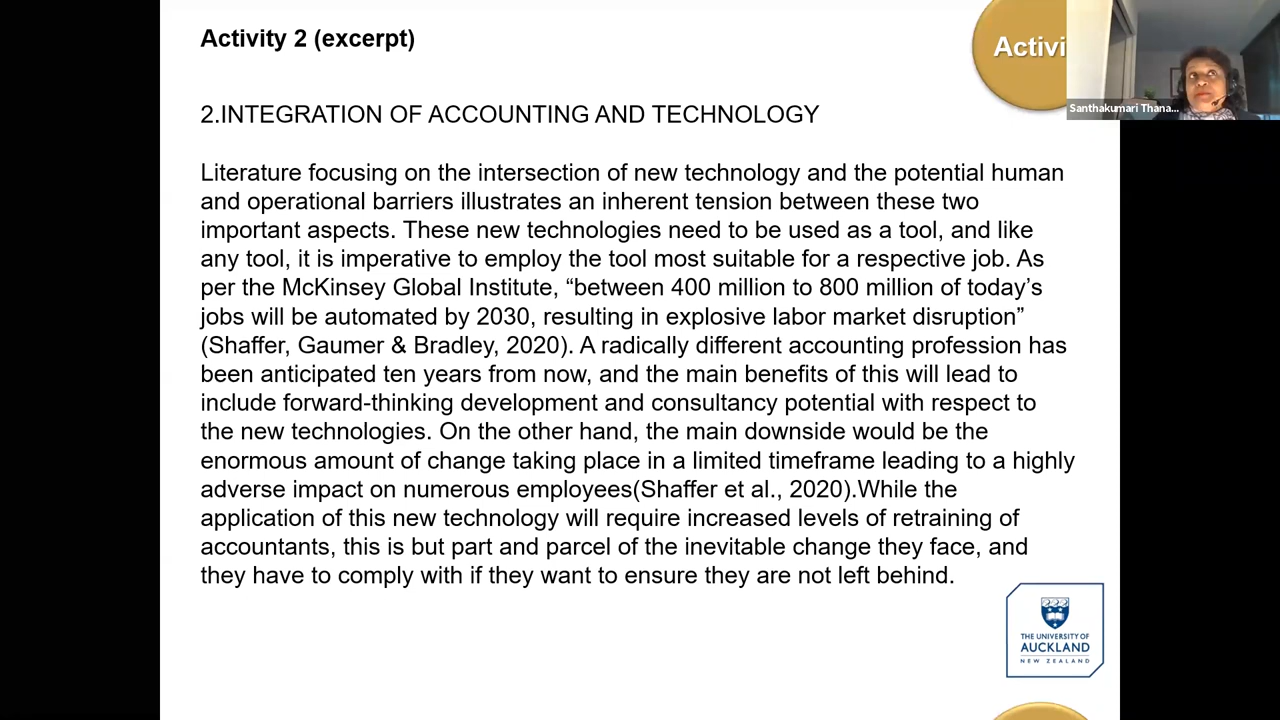 Activity 2 (excerpt)
Activi
Santhakumari Thana...
2.INTEGRATION OF ACCOUNTING AND TECHNOLOGY
Literature focusing on the intersection of new technology and the potential human
and operational barriers illustrates an inherent tension between these two
important aspects. These new technologies need to be used as a tool, and like
any tool, it is imperative to employ the tool most suitable for a respective job. As
per the McKinsey Global Institute, “between 400 million to 800 million of today’s
jobs will be automated by 2030, resulting in explosive labor market disruption”
(Shaffer, Gaumer & Bradley, 2020). A radically different accounting profession has
been anticipated ten years from now, and the main benefits of this will lead to
include forward-thinking development and consultancy potential with respect to
the new technologies. On the other hand, the main downside would be the
enormous amount of change taking place in a limited timeframe leading to a highly
adverse impact on numerous employees(Shaffer et al., 2020).While the
application of this new technology will require increased levels of retraining of
accountants, this is but part and parcel of the inevitable change they face, and
they have to comply with if they want to ensure they are not left behind.
THE UNIVERSITY OF
AUCKLAND
NEW ZEALAND